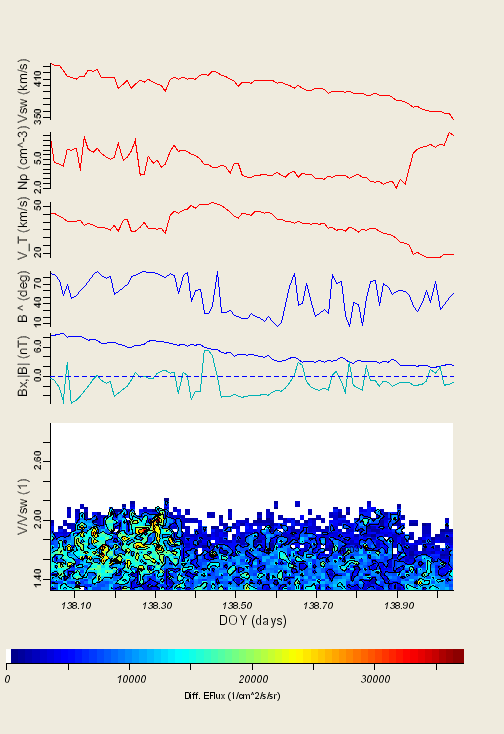 Vsw (km/s)
410
350
Np (cm^-3)
5.0
2.0
V_T (km/s)
50
20
B ^ (deg)
70
40
10
Bx,|B| (nT)
6.0
0.0
V/Vsw (1)
2.60
2.00
1.40
138.10 138.30 138.50 138.70 138.90
DOY (days)
0 10000 20000 30000
Diff. EFlux (1/cm^2/s/sr)